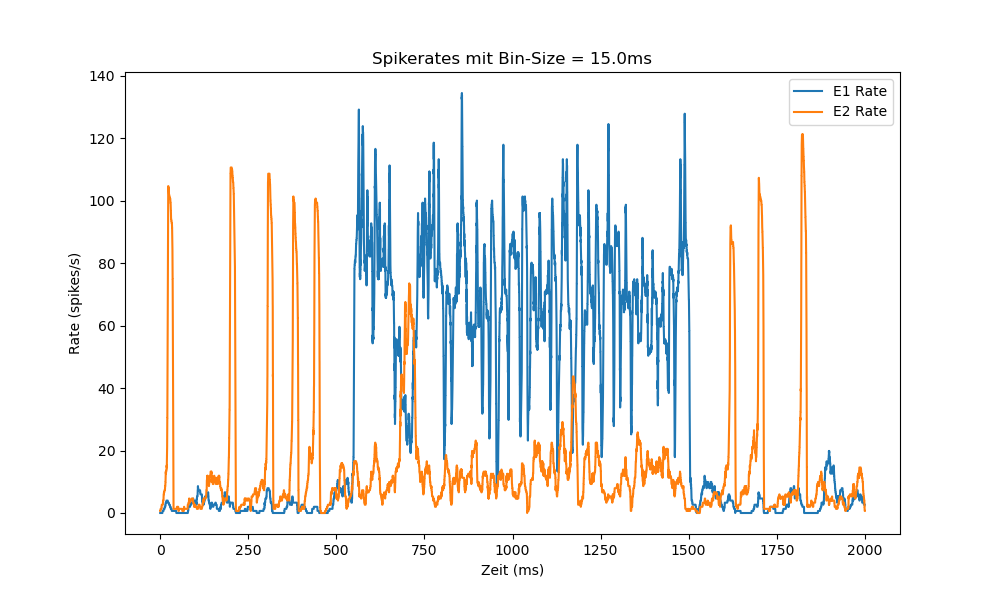 Spikerates mit Bin-Size = 15.0ms
140
120
100
80
60
40
20
0
Rate (spikes/s)
E1 Rate
E2 Rate
0 250 500 750 1000 1250 1500 1750 2000
Zeit (ms)